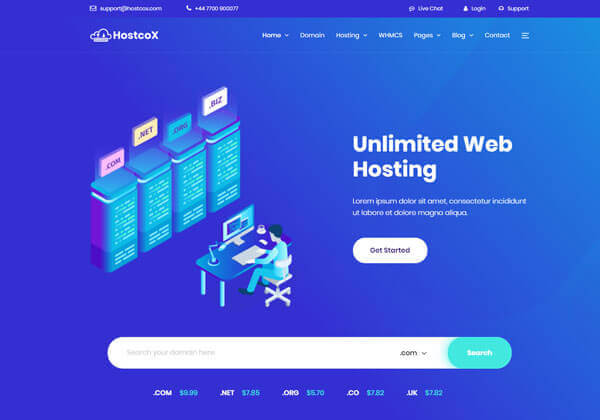 support@hostcox.com +44 7700 900077 Live Chat Login Support
HostcoX Home Domain Hosting WHMCS Pages Blog Contact
.COM
.NET
.ORG
.BIZ
Unlimited Web
Hosting
Lorem ipsum dolor sit amet, consectetur incididunt
ut labore et dolore magna aliqua.
Get Started
Search your domain here .com Search
.COM $9.99 .NET $7.85 .ORG $5.70 .CO $7.82 .UK $7.82